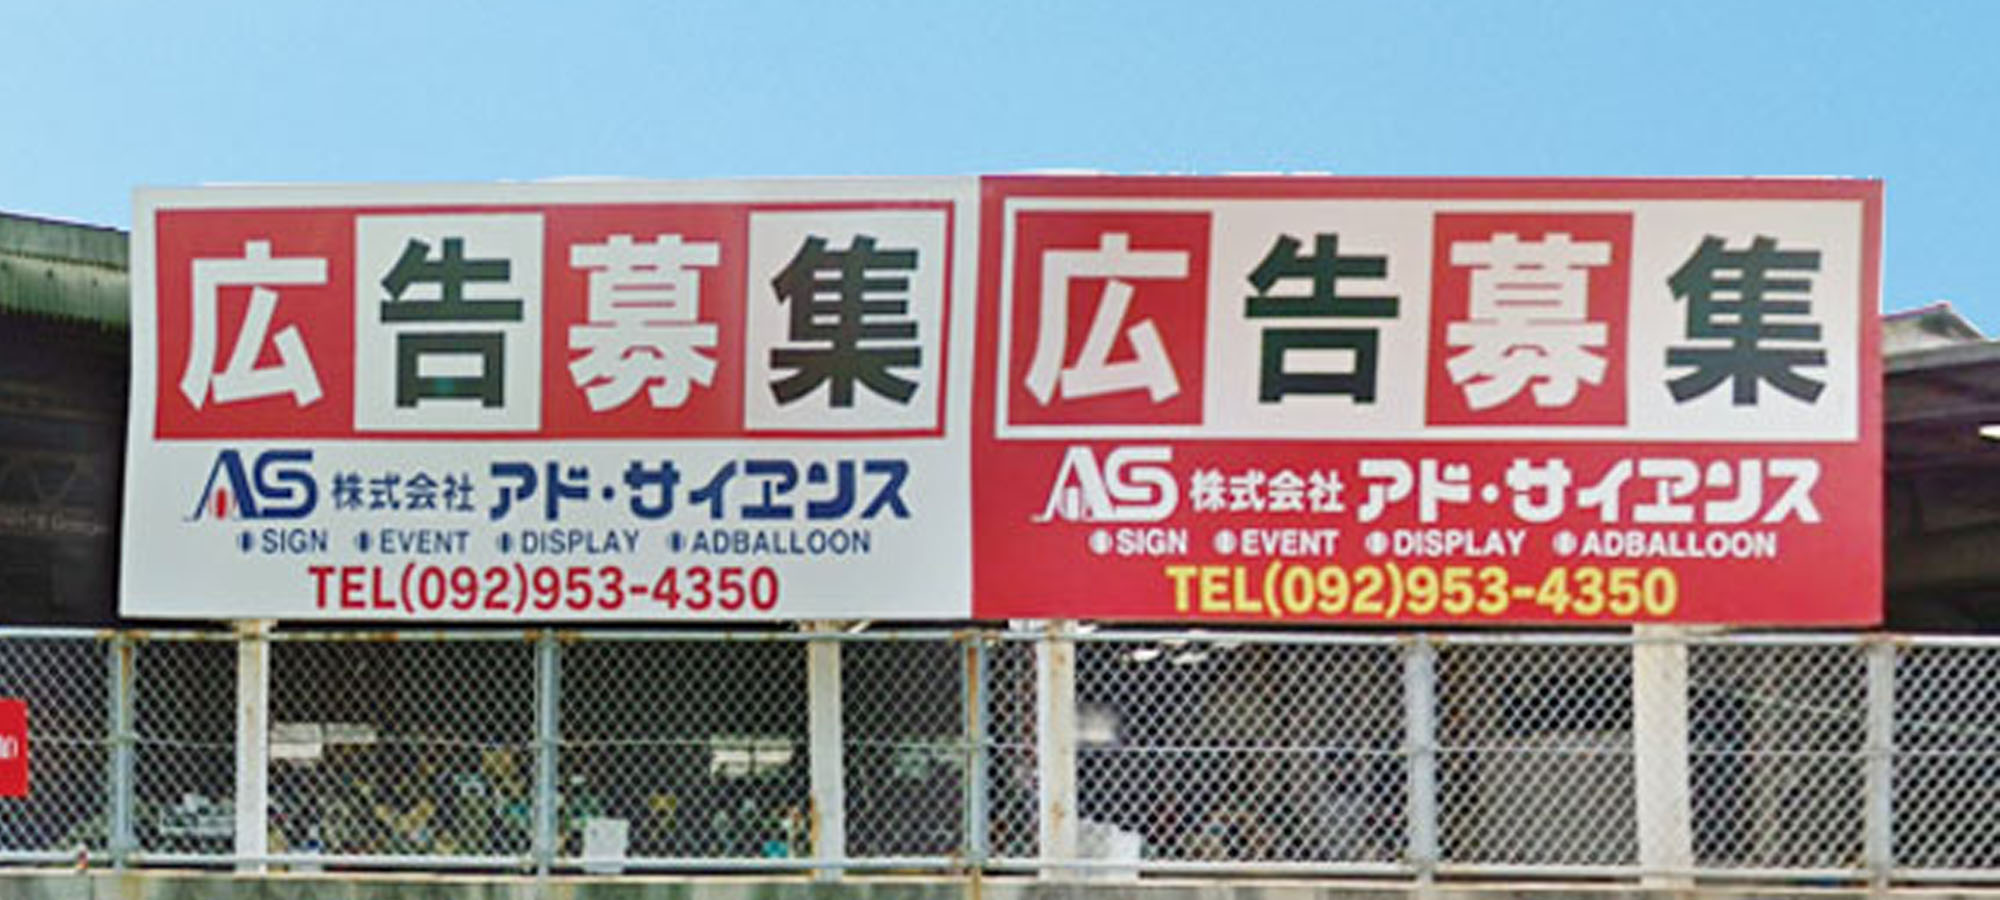 広告募集
AS 株式会社 アド・サイエンス
SIGN EVENT DISPLAY ADBALLOON
TEL(092)953-4350
広告募集
AS 株式会社 アド・サイエンス
SIGN EVENT DISPLAY ADBALLOON
TEL(092)953-4350